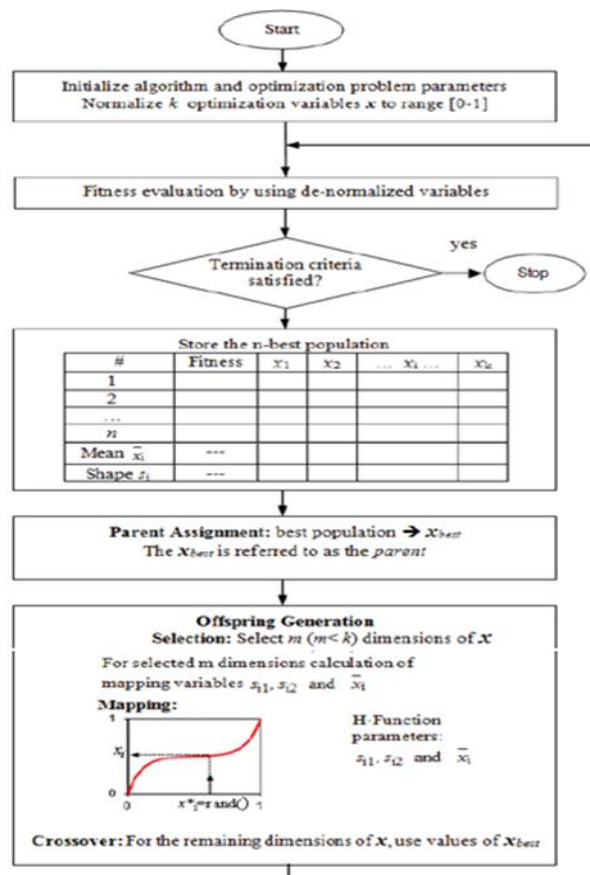 Start
Initialize algorithm and optimization problem parameters
Normalize k optimization variables x to range [0-1]
Fitness evaluation by using de-normalized variables
Termination criteria
satisfied?
yes
Stop
Store the n-best population
# Fitness x₁ x₂ ... xᵢ ... xₖ
1
2
...
n
Mean x̄ᵢ ---
Shape sᵢ ---
Parent Assignment: best population → x_best
The x_best is referred to as the parent
Offspring Generation
Selection: Select m (m< k) dimensions of x
For selected m dimensions calculation of
mapping variables sᵢ₁, sᵢ₂ and x̄ᵢ
Mapping:
H-Function
parameters:
sᵢ₁, sᵢ₂ and x̄ᵢ
1
xᵢ
0
0 x*ᵢ=rand() 1
Crossover: For the remaining dimensions of x, use values of x_best